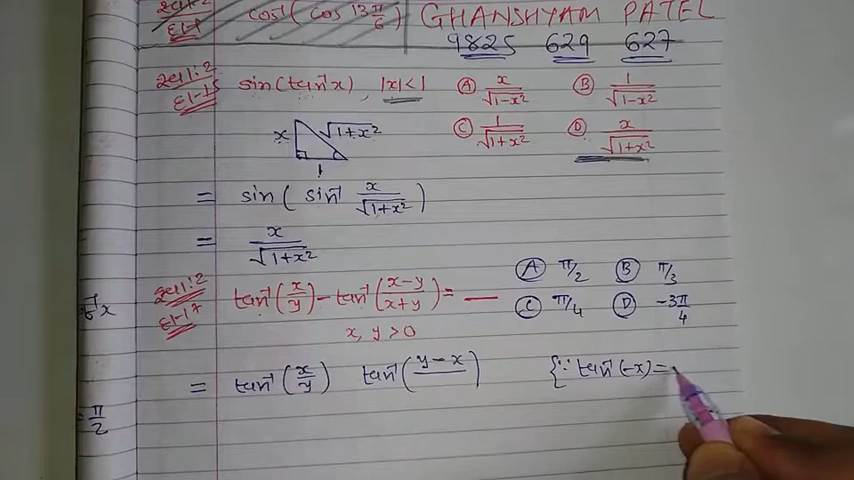 cos⁻¹(cos 13π/6) GHANSHYAM PATEL
9825 629 627
sin(tan⁻¹x), |x|<1 (A) x/√1-x² (B) 1/√1-x²
(C) 1/√1+x² (D) x/√1+x²
x √1+x²
1
= sin(sin⁻¹ x/√1+x²)
= x/√1+x²
tan⁻¹(x/y) - tan⁻¹(x-y/x+y) = __ (A) π/2 (B) π/3
x, y > 0 (C) π/4 (D) -3π/4
= tan⁻¹(x/y) tan⁻¹(y-x/ ) {∵ tan⁻¹(-x)=
= π/2